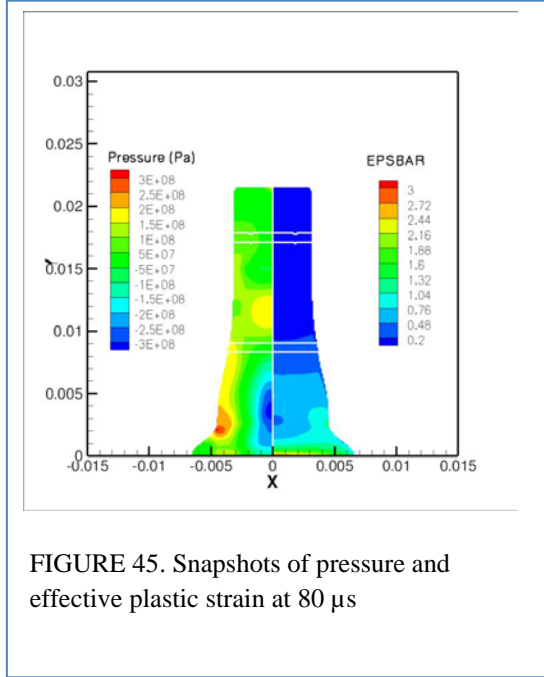 0.03
0.025
0.02
0.015
0.01
0.005
0
Y
Pressure (Pa)
3E+08
2.5E+08
2E+08
1.5E+08
1E+08
5E+07
-5E+07
-1E+08
-1.5E+08
-2E+08
-2.5E+08
-3E+08
EPSBAR
3
2.72
2.44
2.16
1.88
1.6
1.32
1.04
0.76
0.48
0.2
-0.015 -0.01 -0.005 0 0.005 0.01 0.015
X
FIGURE 45. Snapshots of pressure and
effective plastic strain at 80 µs